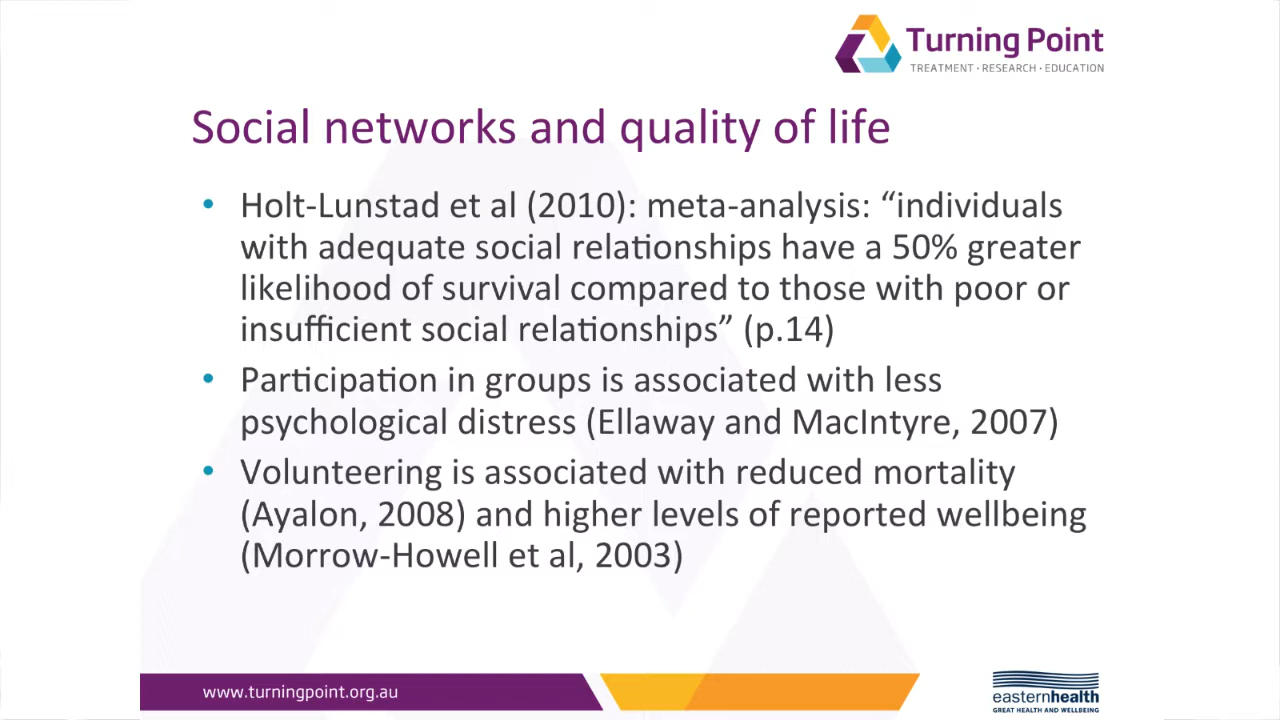 Turning Point
TREATMENT · RESEARCH · EDUCATION
Social networks and quality of life
• Holt-Lunstad et al (2010): meta-analysis: “individuals
with adequate social relationships have a 50% greater
likelihood of survival compared to those with poor or
insufficient social relationships” (p.14)
• Participation in groups is associated with less
psychological distress (Ellaway and MacIntyre, 2007)
• Volunteering is associated with reduced mortality
(Ayalon, 2008) and higher levels of reported wellbeing
(Morrow-Howell et al, 2003)
www.turningpoint.org.au
easternhealth
GREAT HEALTH AND WELLBEING